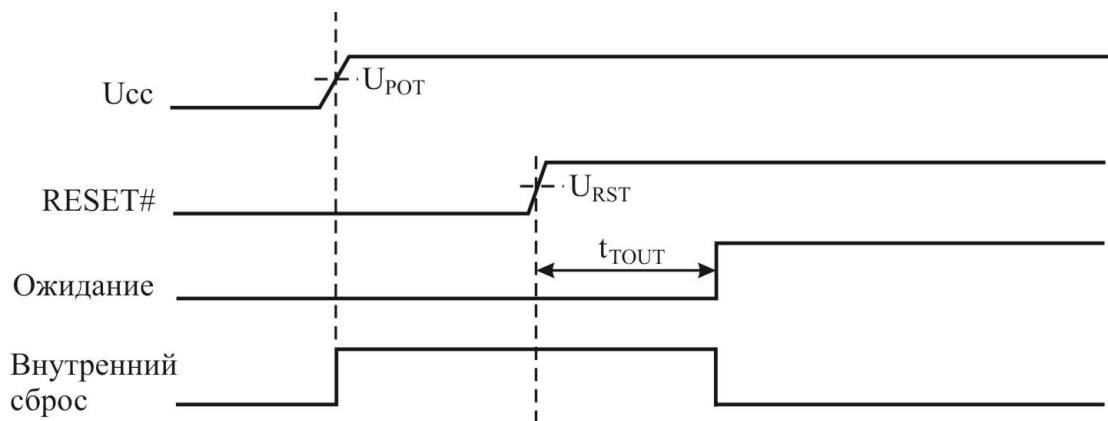 Ucc
UPOT
RESET#
URST
tTOUT
Ожидание
Внутренний
сброс